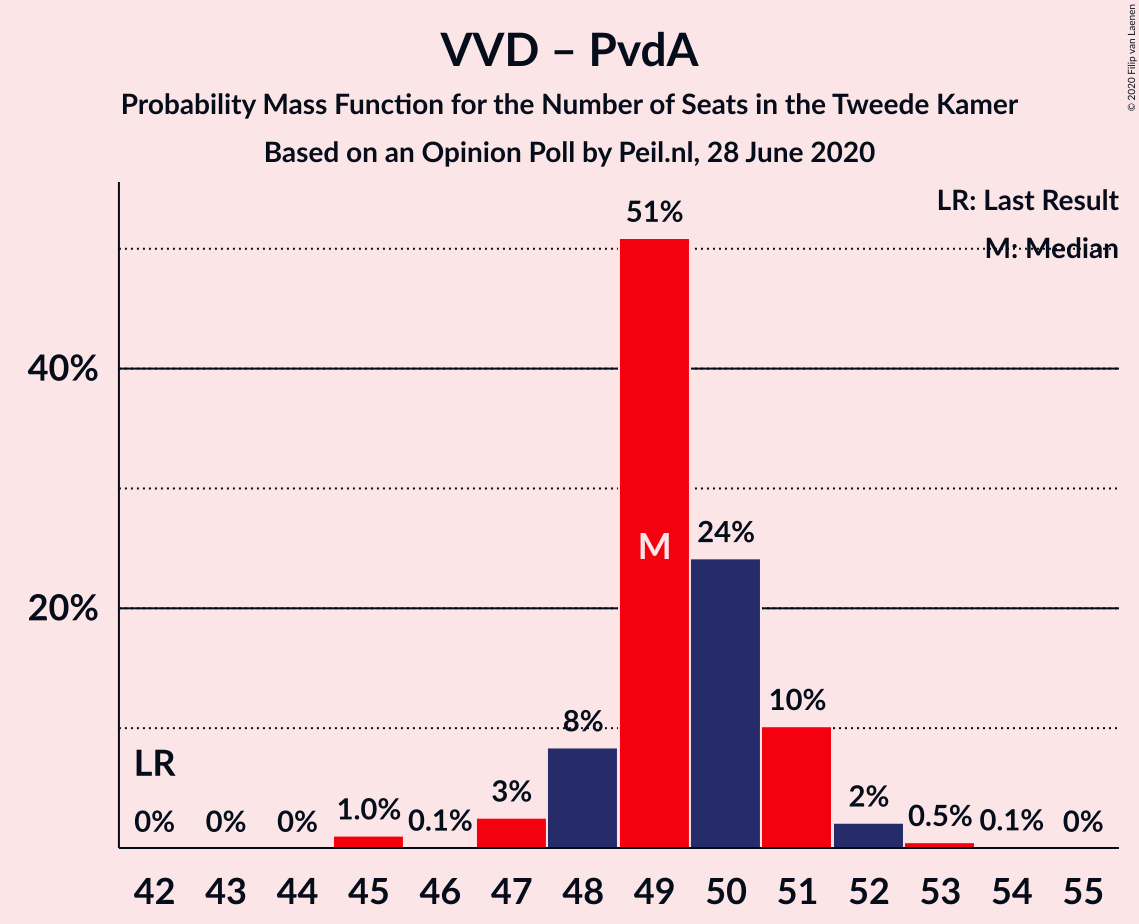 VVD – PvdA
Probability Mass Function for the Number of Seats in the Tweede Kamer
Based on an Opinion Poll by Peil.nl, 28 June 2020
© 2020 Filip van Laenen
LR: Last Result
M: Median
40%
20%
51%
M
24%
10%
8%
LR
0% 0% 0% 1.0% 0.1% 3% 2% 0.5% 0.1% 0%
42 43 44 45 46 47 48 49 50 51 52 53 54 55